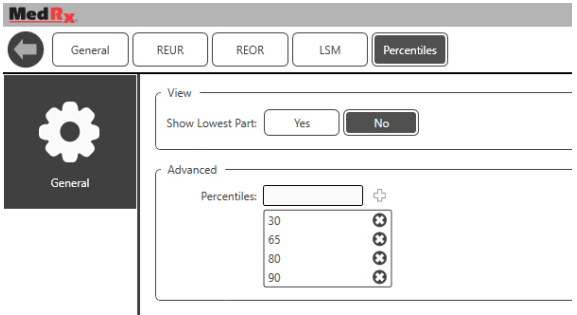 MedRx
General REUR REOR LSM Percentiles
View
Show Lowest Part: Yes No
General
Advanced
Percentiles:
30
65
80
90